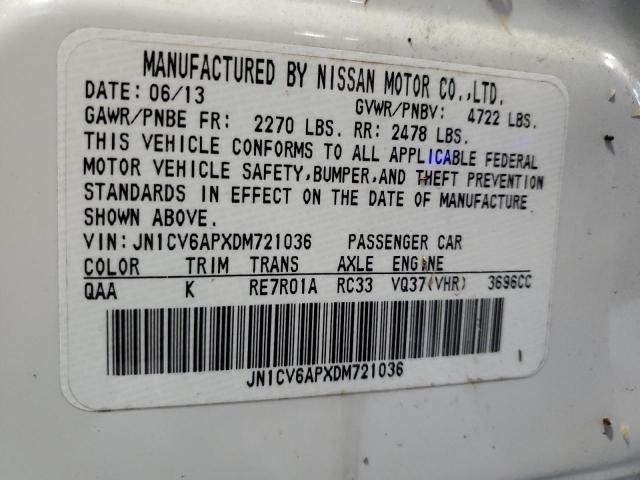 MANUFACTURED BY NISSAN MOTOR CO.,LTD.
DATE: 06/13 GVWR/PNBV: 4722 LBS.
GAWR/PNBE FR: 2270 LBS. RR: 2478 LBS.
THIS VEHICLE CONFORMS TO ALL APPLICABLE FEDERAL
MOTOR VEHICLE SAFETY,BUMPER,AND THEFT PREVENTION
STANDARDS IN EFFECT ON THE DATE OF MANUFACTURE
SHOWN ABOVE.
VIN:JN1CV6APXDM721036 PASSENGER CAR
COLOR TRIM TRANS AXLE ENGINE
QAA K RE7R01A RC33 VQ37(VHR) 3696CC
JN1CV6APXDM721036